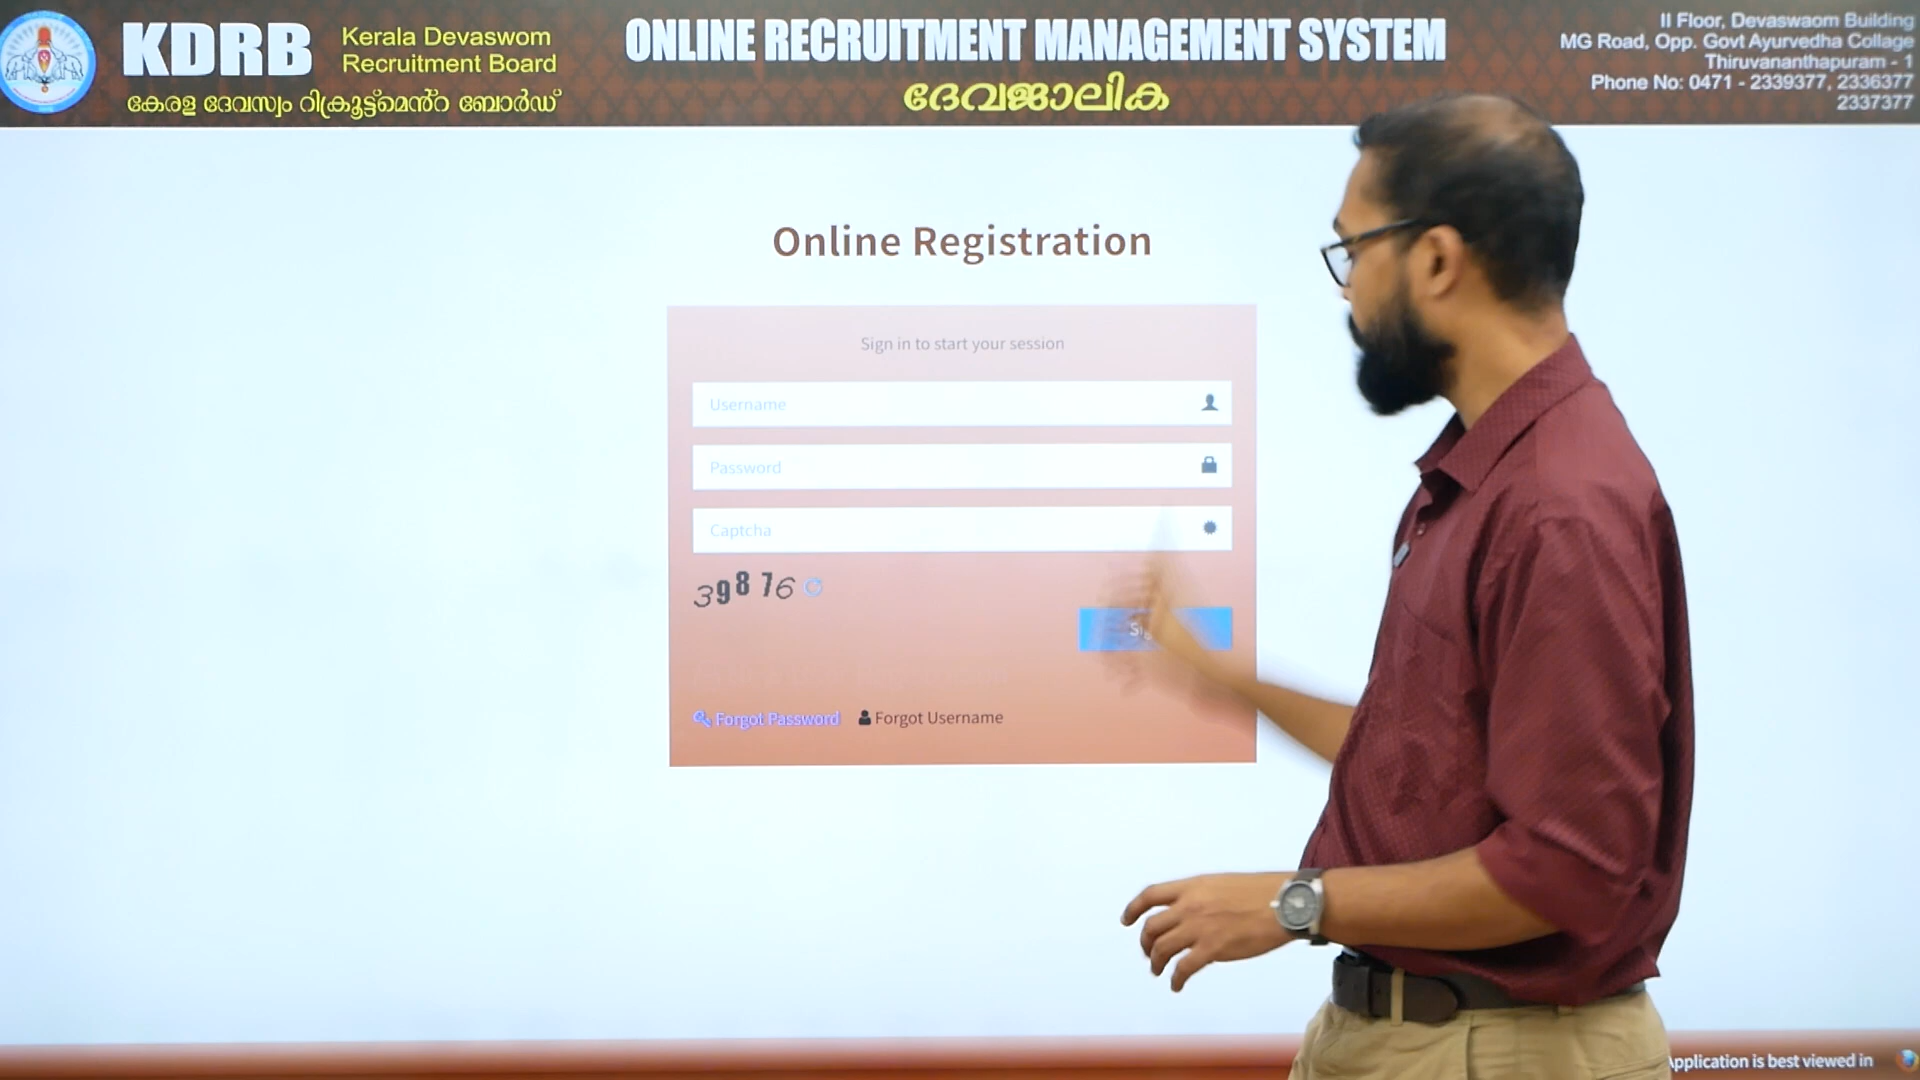 KDRB
Kerala Devaswom
Recruitment Board
കേരള ദേവസ്വം റിക്രൂട്ട്മെൻ്റ ബോർഡ്
ONLINE RECRUITMENT MANAGEMENT SYSTEM
ദേവജാലിക
II Floor, Devaswaom Building
MG Road, Opp. Govt Ayurvedha Collage
Thiruvananthapuram - 1
Phone No: 0471 - 2339377, 2336377
2337377
Online Registration
Sign in to start your session
Username
Password
Captcha
39876
Forgot Password Forgot Username
Application is best viewed in